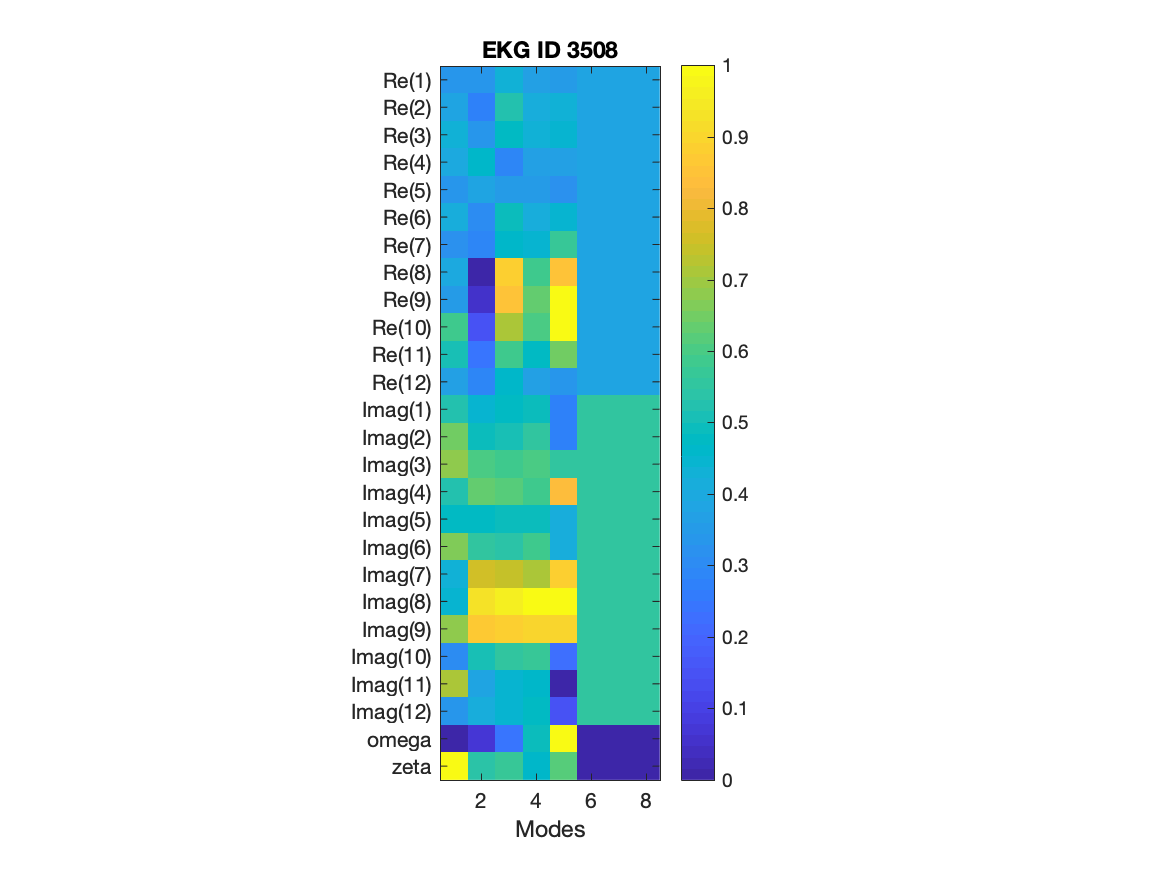 EKG ID 3508
Re(1)
Re(2)
Re(3)
Re(4)
Re(5)
Re(6)
Re(7)
Re(8)
Re(9)
Re(10)
Re(11)
Re(12)
Imag(1)
Imag(2)
Imag(3)
Imag(4)
Imag(5)
Imag(6)
Imag(7)
Imag(8)
Imag(9)
Imag(10)
Imag(11)
Imag(12)
omega
zeta
2 4 6 8
Modes
1
0.9
0.8
0.7
0.6
0.5
0.4
0.3
0.2
0.1
0